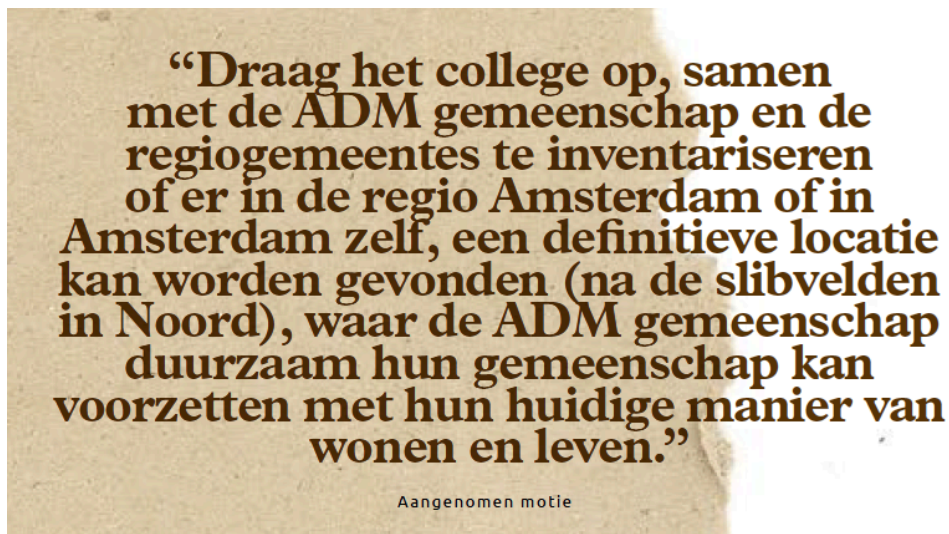 “Draag het college op, samen
met de ADM gemeenschap en de
regiogemeentes te inventariseren
of er in de regio Amsterdam of in
Amsterdam zelf, een definitieve locatie
kan worden gevonden (na de slibvelden
in Noord), waar de ADM gemeenschap
duurzaam hun gemeenschap kan
voorzetten met hun huidige manier van
wonen en leven.”
Aangenomen motie